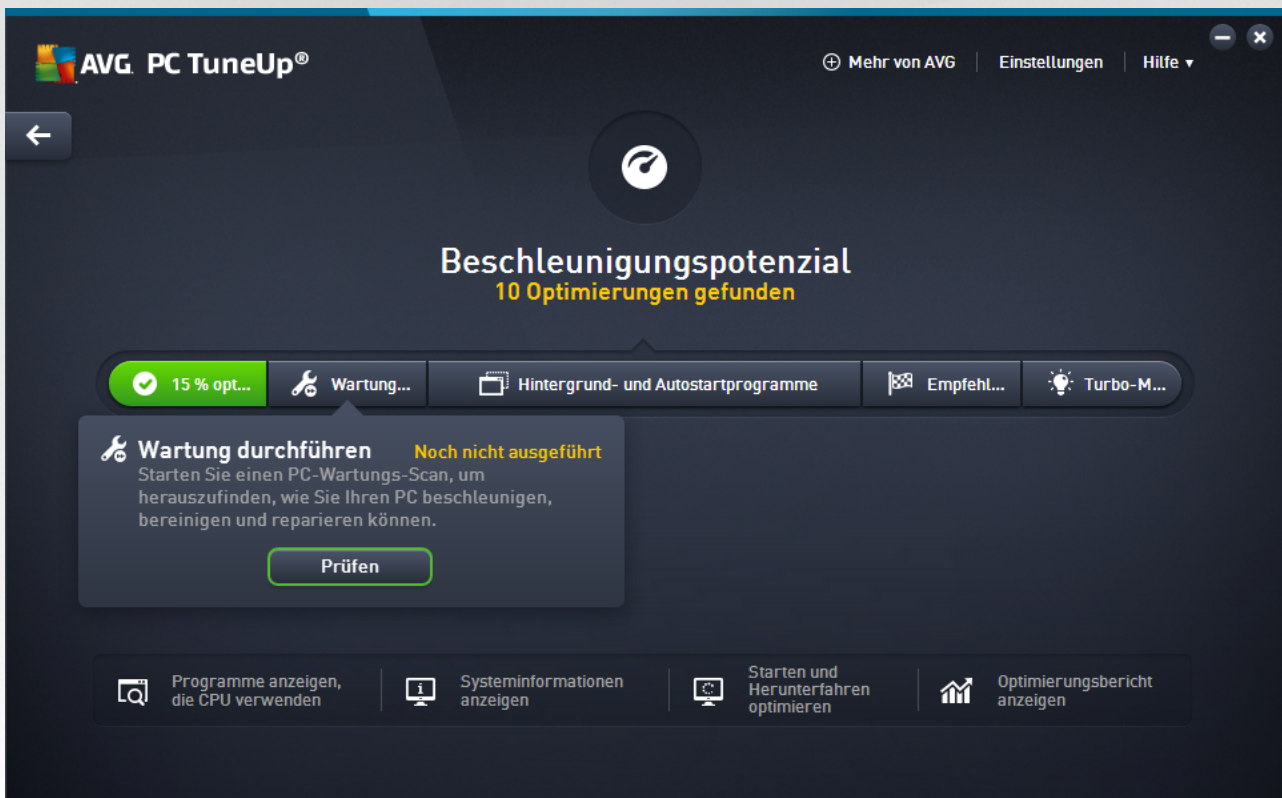 AVG PC TuneUp®
Mehr von AVG
Einstellungen
Hilfe
Beschleunigungspotenzial
10 Optimierungen gefunden
15 % opt...
Wartung...
Hintergrund- und Autostartprogramme
Empfehl...
Turbo-M...
Wartung durchführen
Noch nicht ausgeführt
Starten Sie einen PC-Wartungs-Scan, um
herauszufinden, wie Sie Ihren PC beschleunigen,
bereinigen und reparieren können.
Prüfen
Programme anzeigen,
die CPU verwenden
Systeminformationen
anzeigen
Starten und
Herunterfahren
optimieren
Optimierungsbericht
anzeigen